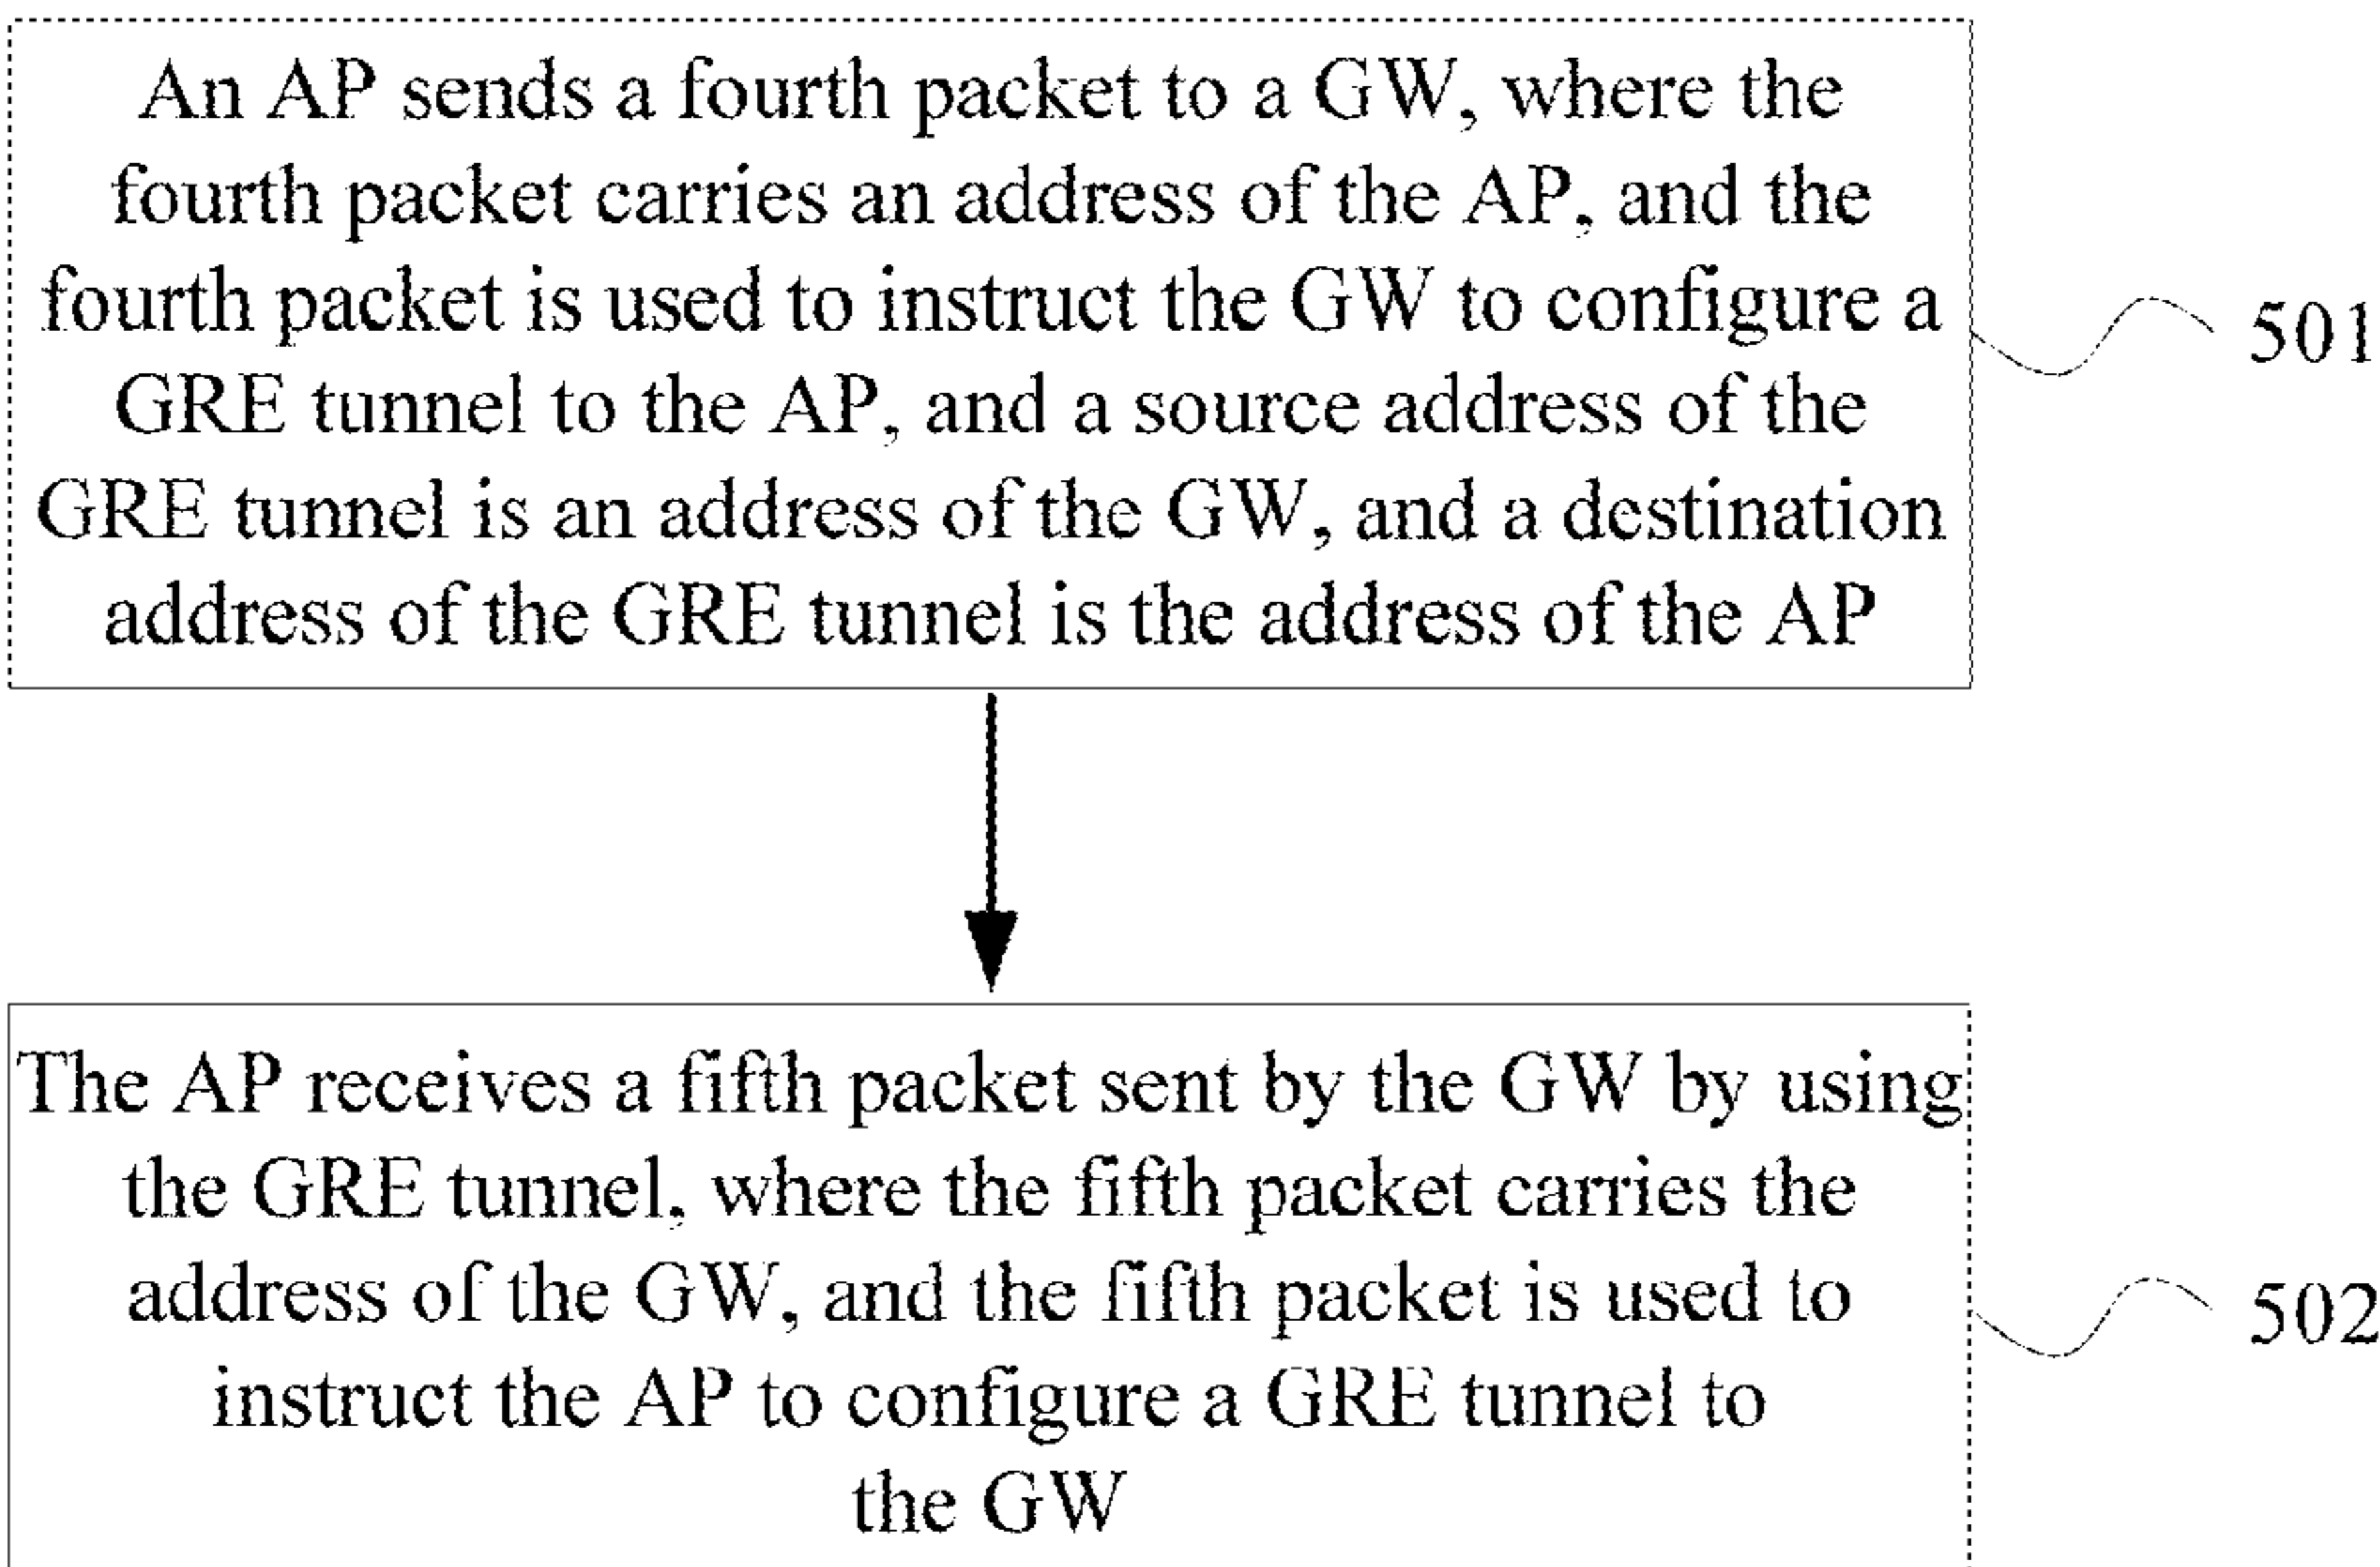 An AP sends a fourth packet to a GW, where the
fourth packet carries an address of the AP, and the
fourth packet is used to instruct the GW to configure a
GRE tunnel to the AP, and a source address of the
GRE tunnel is an address of the GW, and a destination
address of the GRE tunnel is the address of the AP
501
The AP receives a fifth packet sent by the GW by using
the GRE tunnel, where the fifth packet carries the
address of the GW, and the fifth packet is used to
instruct the AP to configure a GRE tunnel to
the GW
502